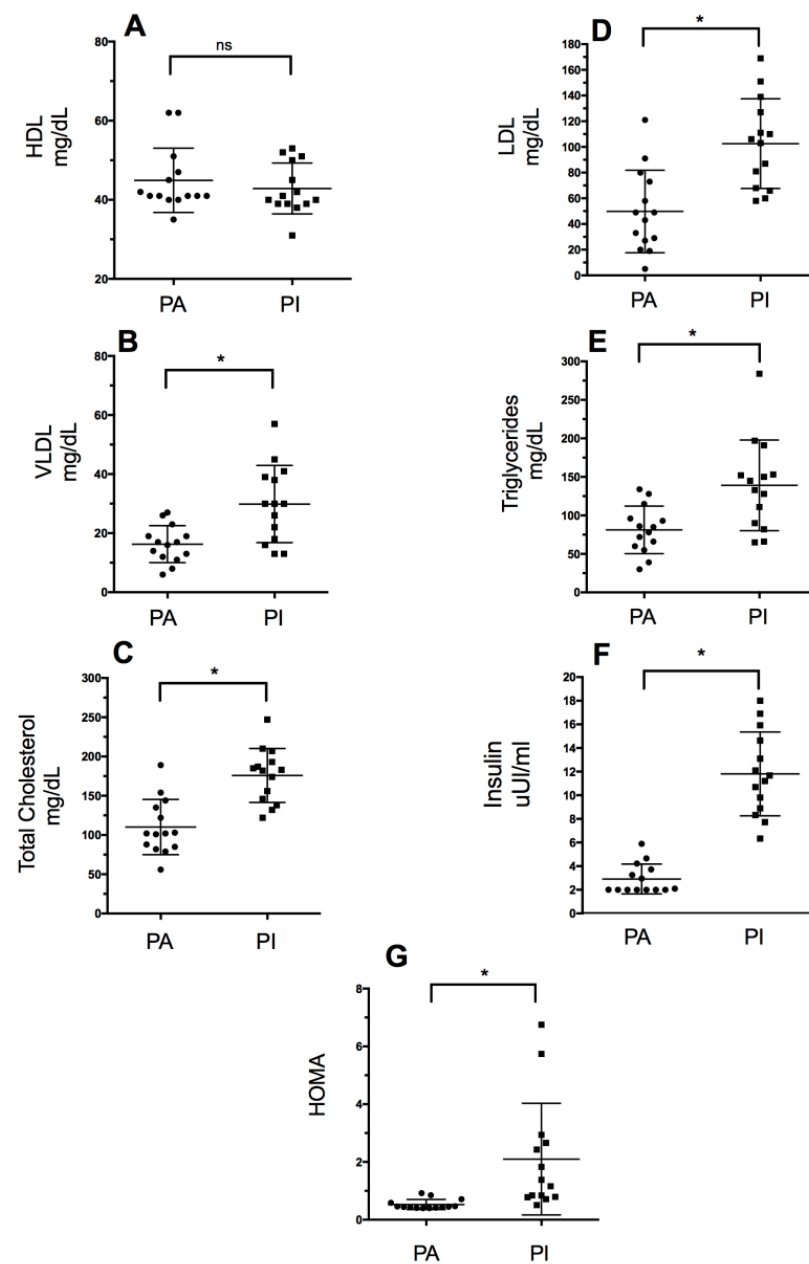 A
ns
HDL
mg/dL
80
60
40
20
PA PI
B
*
VLDL
mg/dL
80
60
40
20
0
PA PI
C
*
Total Cholesterol
mg/dL
300
250
200
150
100
50
0
PA PI
D
*
LDL
mg/dL
180
160
140
120
100
80
60
40
20
0
PA PI
E
*
Triglycerides
mg/dL
300
250
200
150
100
50
0
PA PI
F
*
Insulin
uUI/ml
20
18
16
14
12
10
8
6
4
2
0
PA PI
G
*
HOMA
8
6
4
2
0
PA PI